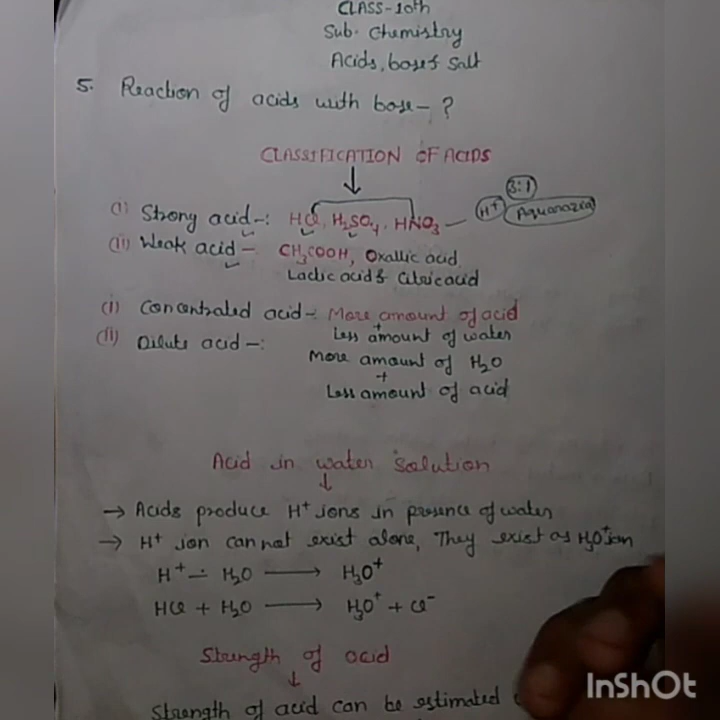 CLASS-10th
Sub. Chemistry
Acids, base & Salt
5. Reaction of acids with base - ?
CLASSIFICATION OF ACIDS
↓
3:1
(i) Strong acid -: HCl, H₂SO₄, HNO₃ — H⁺ Aquanazea
(ii) Weak acid - CH₃COOH, Oxallic acid
Lactic acid & Citric acid
(i) Concentrated acid -: More amount of acid
+
(ii) Dilute acid -: Less amount of water
More amount of H₂O
+
Less amount of acid
Acid in water solution
↓
→ Acids produce H⁺ ions in presence of water
→ H⁺ ion can not exist alone, They exist as H₃O⁺ ion
H⁺ ∸ H₂O ⟶ H₃O⁺
HCl + H₂O ⟶ H₃O⁺ + Cl⁻
Strength of acid
↓
Strength of acid can be estimated
InShOt